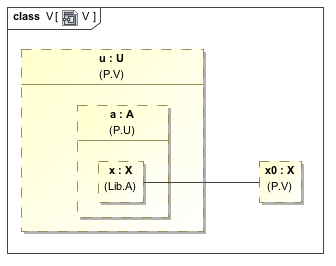 class V [ V ]
u : U
(P.V)
a : A
(P.U)
x : X
(Lib.A)
x0 : X
(P.V)